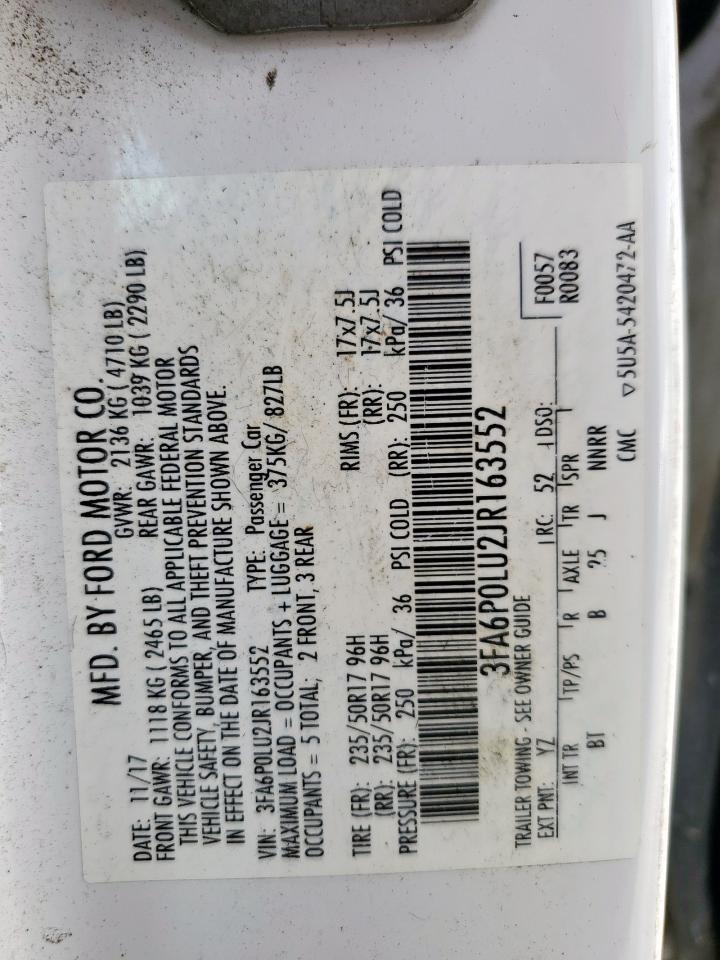 MFD. BY FORD MOTOR CO.
DATE: 11/17 GVWR: 2136 KG ( 4710 LB)
FRONT GAWR: 1118 KG ( 2465 LB) REAR GAWR: 1039 KG ( 2290 LB)
THIS VEHICLE CONFORMS TO ALL APPLICABLE FEDERAL MOTOR
VEHICLE SAFETY, BUMPER, AND THEFT PREVENTION STANDARDS
IN EFFECT ON THE DATE OF MANUFACTURE SHOWN ABOVE.
VIN: 3FA6P0LU2JR163552 TYPE: Passenger Car
MAXIMUM LOAD = OCCUPANTS + LUGGAGE = 375KG/ 827LB
OCCUPANTS = 5 TOTAL; 2 FRONT, 3 REAR
TIRE (FR): 235/50R17 96H RIMS (FR): 17x7.5J
(RR): 235/50R17 96H (RR): 17x7.5J
PRESSURE (FR): 250 kPa/ 36 PSI COLD (RR): 250 kPa/ 36 PSI COLD
3FA6P0LU2JR163552
TRAILER TOWING - SEE OWNER GUIDE
F0057
R0083
EXT PNT: YZ RC: 52 DSO:
INT TR TP/PS R AXLE TR SPR
BT B 25 J NNRR
CMC ▽5U5A-5420472-AA